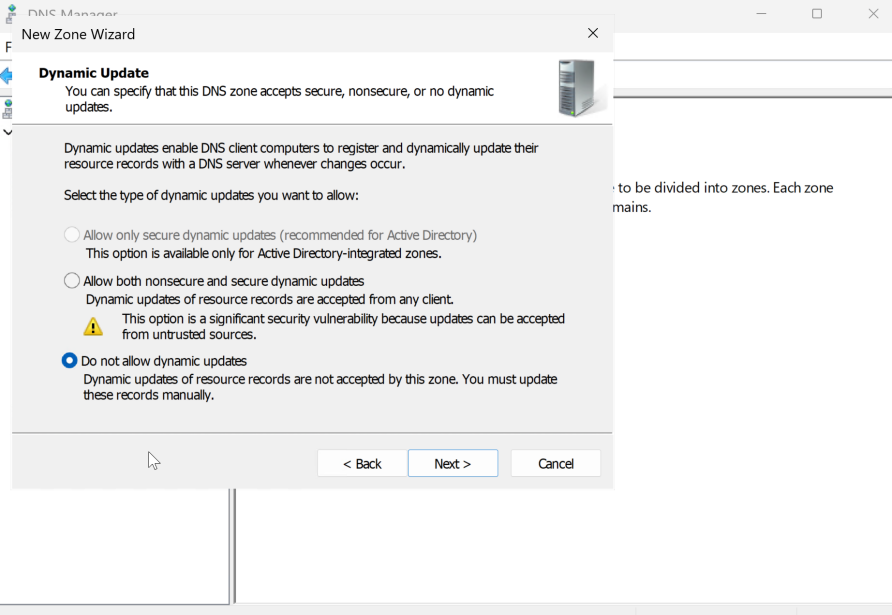 DNS Manager
New Zone Wizard
Dynamic Update
You can specify that this DNS zone accepts secure, nonsecure, or no dynamic
updates.
Dynamic updates enable DNS client computers to register and dynamically update their
resource records with a DNS server whenever changes occur.
Select the type of dynamic updates you want to allow:
to be divided into zones. Each zone
mains.
Allow only secure dynamic updates (recommended for Active Directory)
This option is available only for Active Directory-integrated zones.
Allow both nonsecure and secure dynamic updates
Dynamic updates of resource records are accepted from any client.
This option is a significant security vulnerability because updates can be accepted
from untrusted sources.
Do not allow dynamic updates
Dynamic updates of resource records are not accepted by this zone. You must update
these records manually.
< Back
Next >
Cancel